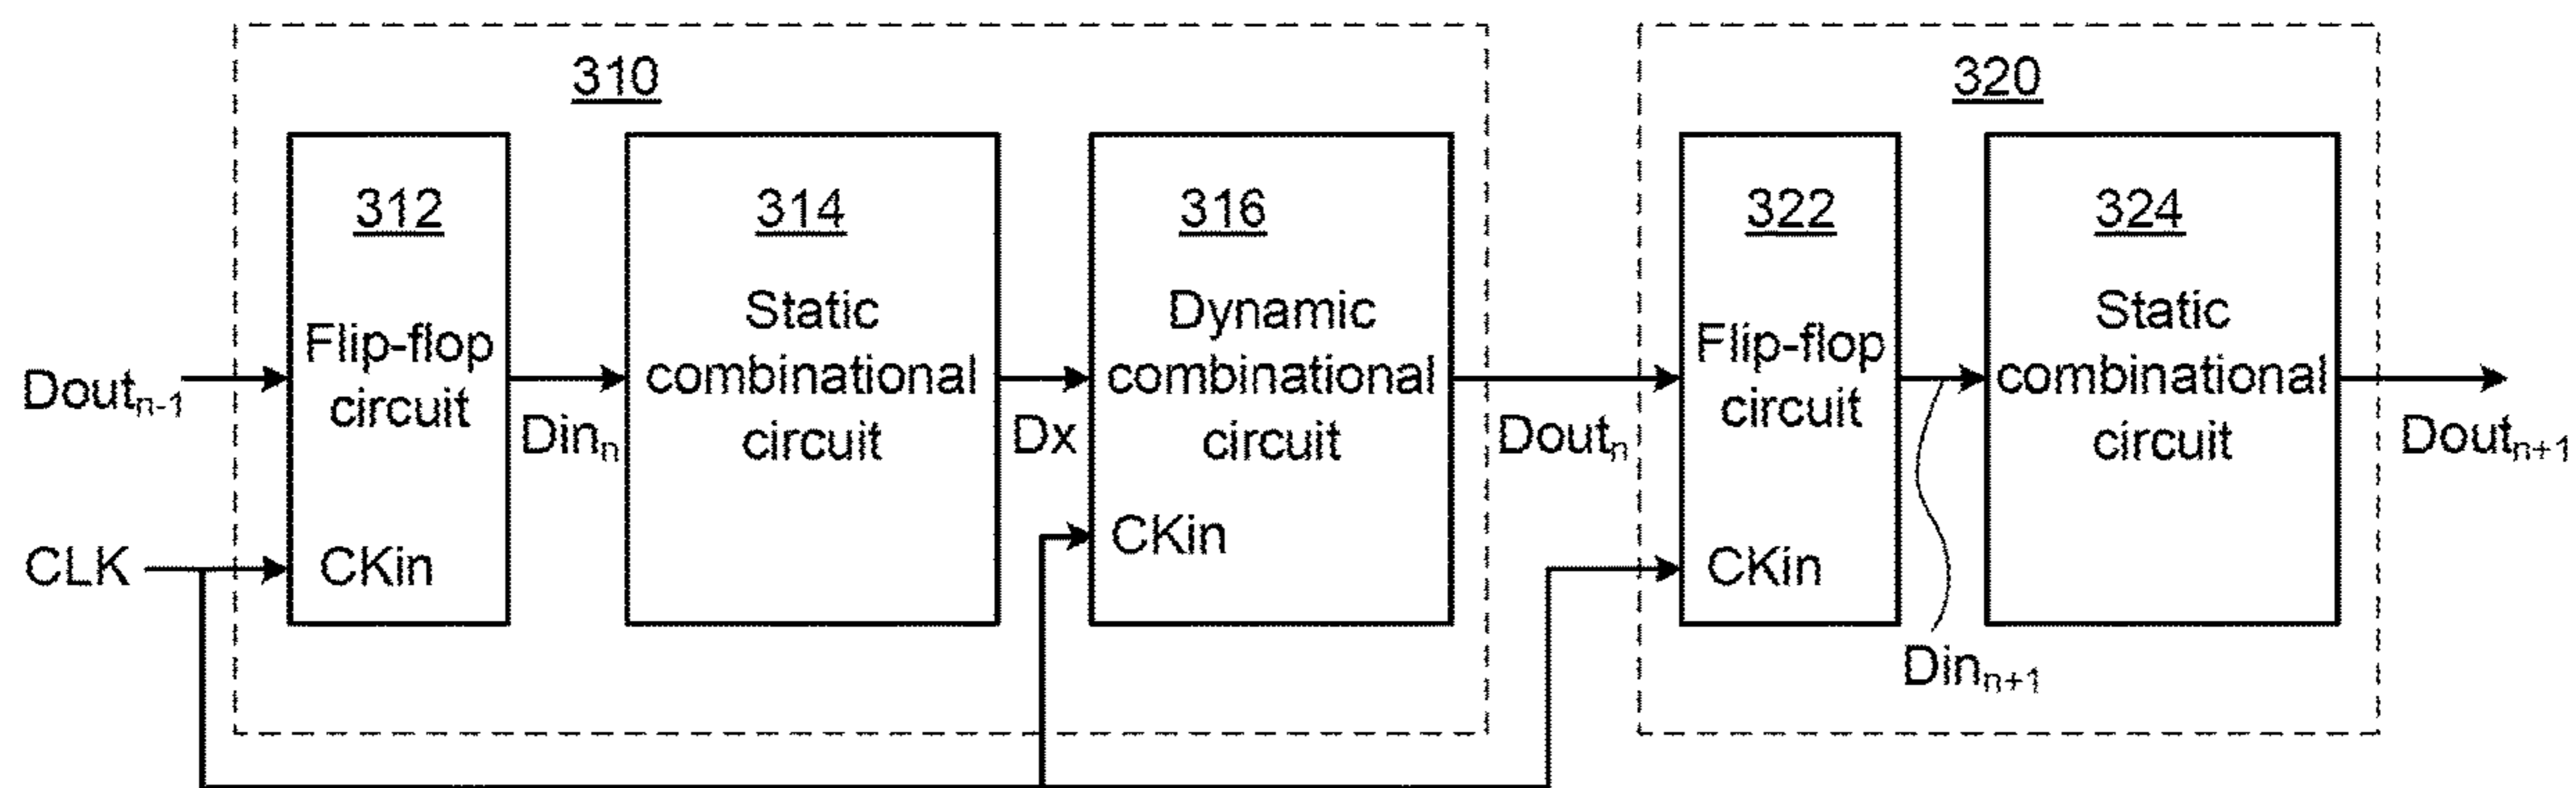 310
320
312
Flip-flop
circuit
CKin
314
Static
combinational
circuit
316
Dynamic
combinational
circuit
CKin
322
Flip-flop
circuit
CKin
324
Static
combinational
circuit
Doutn-1
Dinn
Dx
Doutn
Dinn+1
Doutn+1
CLK